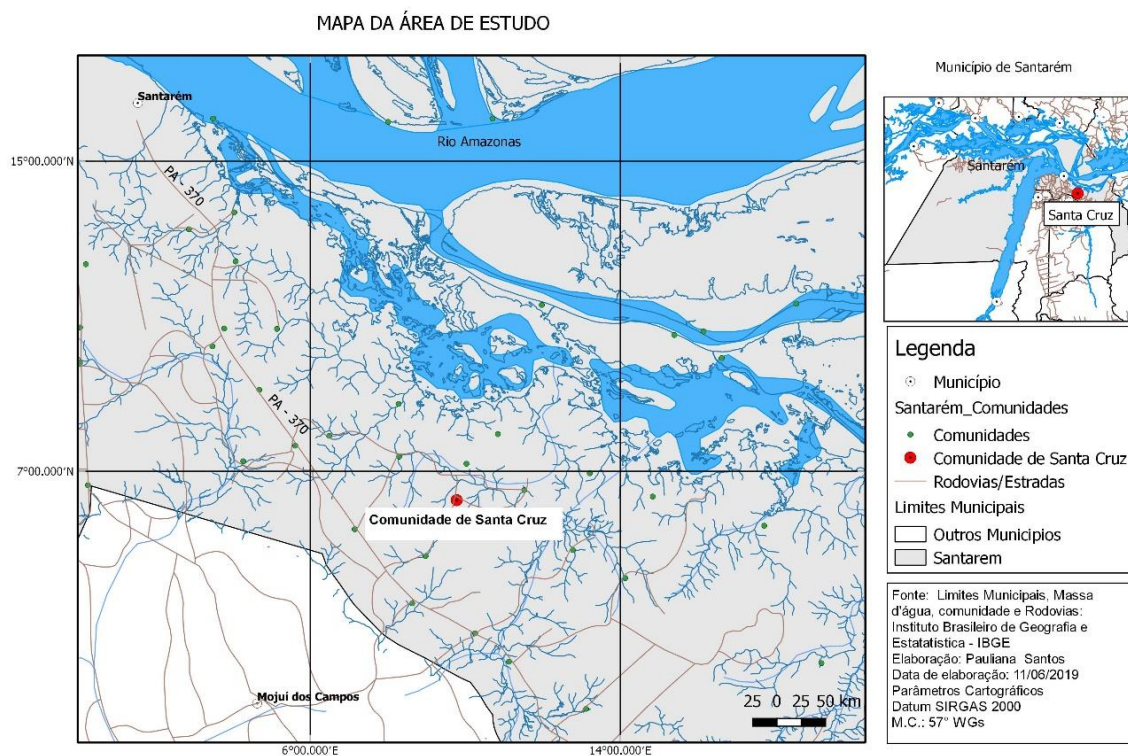 MAPA DA ÁREA DE ESTUDO
Santarém
Rio Amazonas
15°00.000'N
PA - 370
PA - 370
7°00.000'N
Comunidade de Santa Cruz
Mojuí dos Campos
25 0 25 50 km
6°00.000'E
14°00.000'E
Município de Santarém
Santarém
Santa Cruz
Legenda
Município
Santarém_Comunidades
Comunidades
Comunidade de Santa Cruz
Rodovias/Estradas
Limites Municipais
Outros Municipios
Santarem
Fonte: Limites Municipais, Massa
d'água, comunidade e Rodovias:
Instituto Brasileiro de Geografia e
Estatatística - IBGE
Elaboração: Pauliana Santos
Data de elaboração: 11/06/2019
Parâmetros Cartográficos
Datum SIRGAS 2000
M.C.: 57° WGs